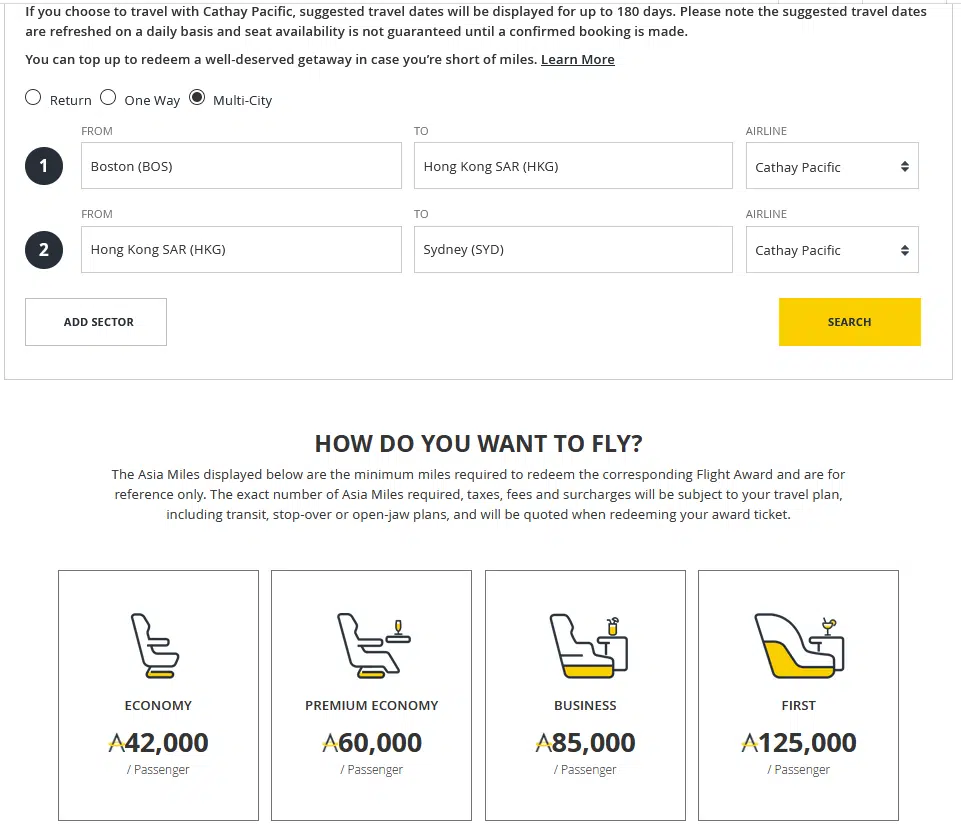 If you choose to travel with Cathay Pacific, suggested travel dates will be displayed for up to 180 days. Please note the suggested travel dates
are refreshed on a daily basis and seat availability is not guaranteed until a confirmed booking is made.
You can top up to redeem a well-deserved getaway in case you’re short of miles. Learn More
Return One Way Multi-City
FROM TO AIRLINE
1 Boston (BOS) Hong Kong SAR (HKG) Cathay Pacific
FROM TO AIRLINE
2 Hong Kong SAR (HKG) Sydney (SYD) Cathay Pacific
ADD SECTOR SEARCH
HOW DO YOU WANT TO FLY?
The Asia Miles displayed below are the minimum miles required to redeem the corresponding Flight Award and are for
reference only. The exact number of Asia Miles required, taxes, fees and surcharges will be subject to your travel plan,
including transit, stop-over or open-jaw plans, and will be quoted when redeeming your award ticket.
ECONOMY PREMIUM ECONOMY BUSINESS FIRST
42,000 60,000 85,000 125,000
/ Passenger / Passenger / Passenger / Passenger